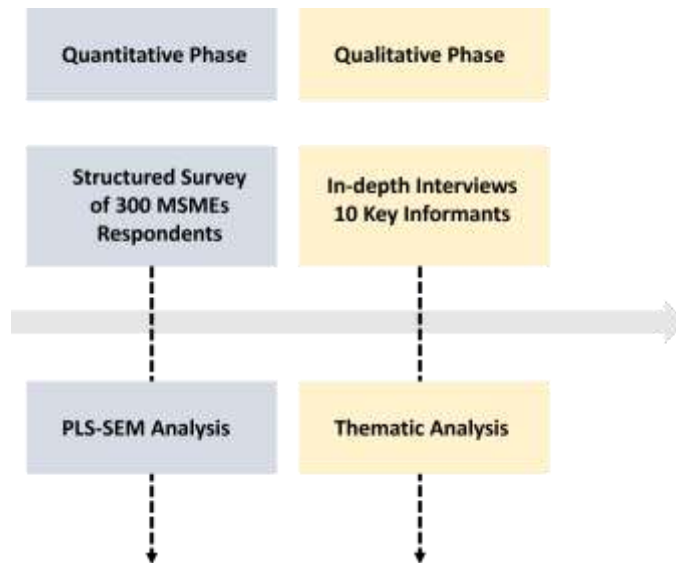 Quantitative Phase
Qualitative Phase
Structured Survey
of 300 MSMEs
Respondents
In-depth Interviews
10 Key Informants
PLS-SEM Analysis
Thematic Analysis